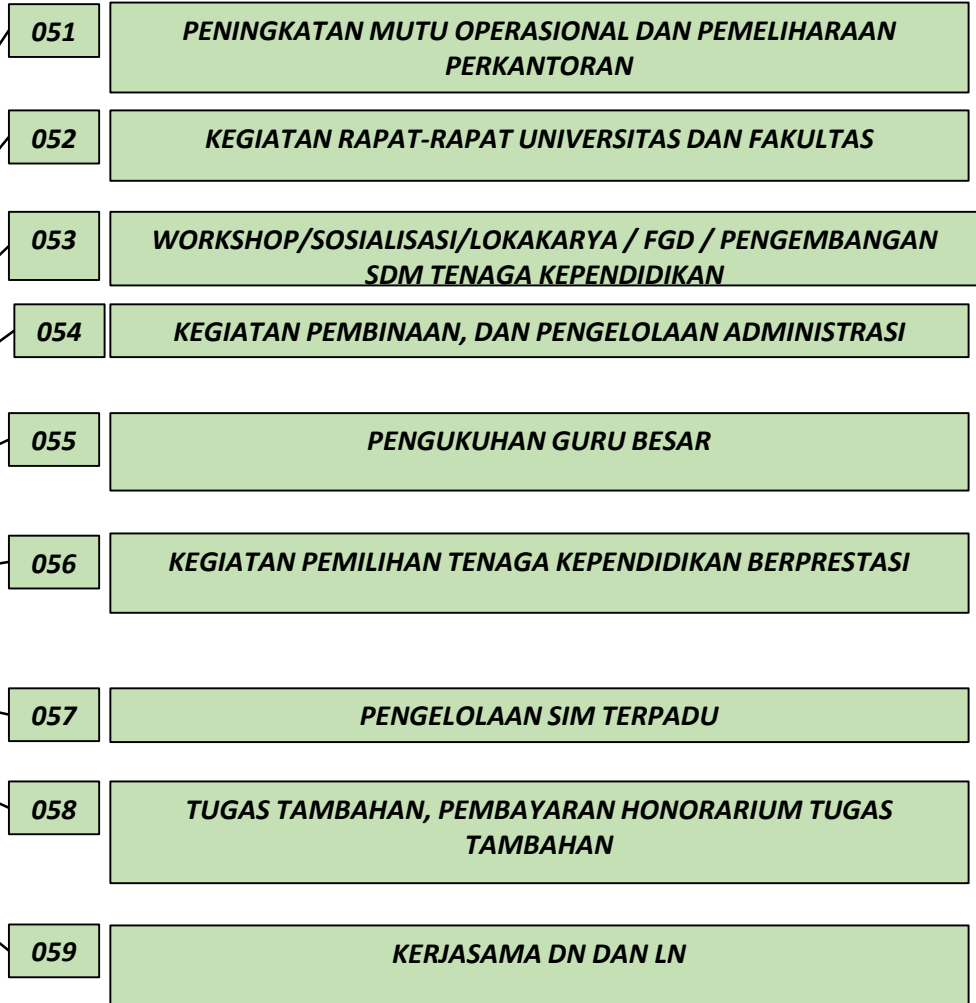 051
PENINGKATAN MUTU OPERASIONAL DAN PEMELIHARAAN
PERKANTORAN
052
KEGIATAN RAPAT-RAPAT UNIVERSITAS DAN FAKULTAS
053
WORKSHOP/SOSIALISASI/LOKAKARYA / FGD / PENGEMBANGAN
SDM TENAGA KEPENDIDIKAN
054
KEGIATAN PEMBINAAN, DAN PENGELOLAAN ADMINISTRASI
055
PENGUKUHAN GURU BESAR
056
KEGIATAN PEMILIHAN TENAGA KEPENDIDIKAN BERPRESTASI
057
PENGELOLAAN SIM TERPADU
058
TUGAS TAMBAHAN, PEMBAYARAN HONORARIUM TUGAS
TAMBAHAN
059
KERJASAMA DN DAN LN